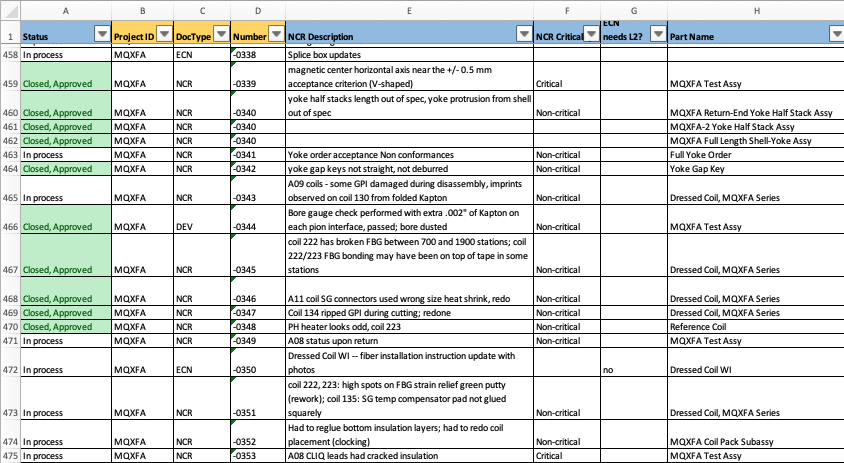 A B C D E F G H
1 Status Project ID DocType Number NCR Description NCR Critical ECN needs L2? Part Name
458 In process MQXFA ECN -0338 Splice box updates
magnetic center horizontal axis near the +/- 0.5 mm
459 Closed, Approved MQXFA NCR -0339 acceptance criterion (V-shaped) Critical MQXFA Test Assy
yoke half stacks length out of spec, yoke protrusion from shell
460 Closed, Approved MQXFA NCR -0340 out of spec Non-critical MQXFA Return-End Yoke Half Stack Assy
461 Closed, Approved MQXFA NCR -0340 MQXFA-2 Yoke Half Stack Assy
462 Closed, Approved MQXFA NCR -0340 MQXFA Full Length Shell-Yoke Assy
463 In process MQXFA NCR -0341 Yoke order acceptance Non conformances Non-critical Full Yoke Order
464 Closed, Approved MQXFA NCR -0342 yoke gap keys not straight, not deburred Non-critical Yoke Gap Key
A09 coils - some GPI damaged during disassembly, imprints
465 In process MQXFA NCR -0343 observed on coil 130 from folded Kapton Non-critical Dressed Coil, MQXFA Series
Bore gauge check performed with extra .002" of Kapton on
466 Closed, Approved MQXFA DEV -0344 each pion interface, passed; bore dusted Non-critical MQXFA Test Assy
coil 222 has broken FBG between 700 and 1900 stations; coil
222/223 FBG bonding may have been on top of tape in some
467 Closed, Approved MQXFA NCR -0345 stations Non-critical Dressed Coil, MQXFA Series
468 Closed, Approved MQXFA NCR -0346 A11 coil SG connectors used wrong size heat shrink, redo Non-critical Dressed Coil, MQXFA Series
469 Closed, Approved MQXFA NCR -0347 Coil 134 ripped GPI during cutting; redone Non-critical Dressed Coil, MQXFA Series
470 Closed, Approved MQXFA NCR -0348 PH heater looks odd, coil 223 Non-critical Reference Coil
471 In process MQXFA NCR -0349 A08 status upon return Non-critical MQXFA Test Assy
Dressed Coil WI -- fiber installation instruction update with
472 In process MQXFA ECN -0350 photos no Dressed Coil WI
coil 222, 223: high spots on FBG strain relief green putty
(rework); coil 135: SG temp compensator pad not glued
473 In process MQXFA NCR -0351 squarely Non-critical Dressed Coil, MQXFA Series
Had to reglue bottom insulation layers; had to redo coil
474 In process MQXFA NCR -0352 placement (clocking) Non-critical MQXFA Coil Pack Subassy
475 In process MQXFA NCR -0353 A08 CLIQ leads had cracked insulation Critical MQXFA Test Assy